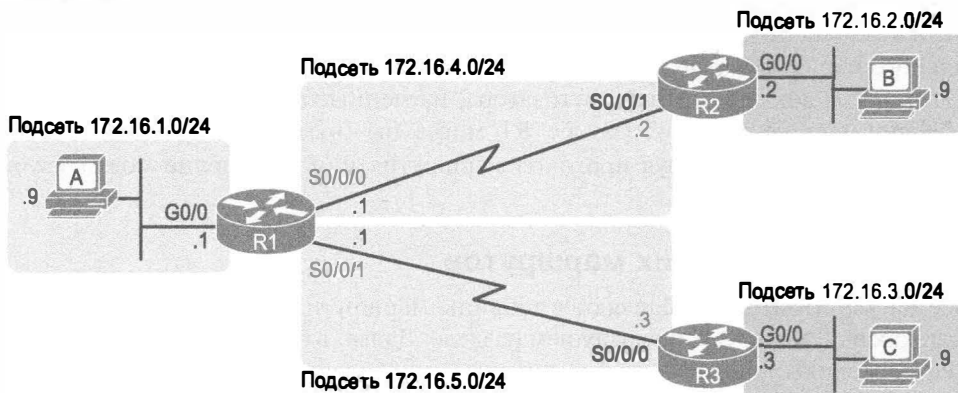 Подсеть 172.16.2.0/24
Подсеть 172.16.4.0/24
G0/0
B
.9
S0/0/1
.2
R2
.2
Подсеть 172.16.1.0/24
A
.9
S0/0/0
G0/0
.1
.1
R1
.1
S0/0/1
Подсеть 172.16.3.0/24
.3
G0/0
C
.9
S0/0/0
.3
R3
Подсеть 172.16.5.0/24